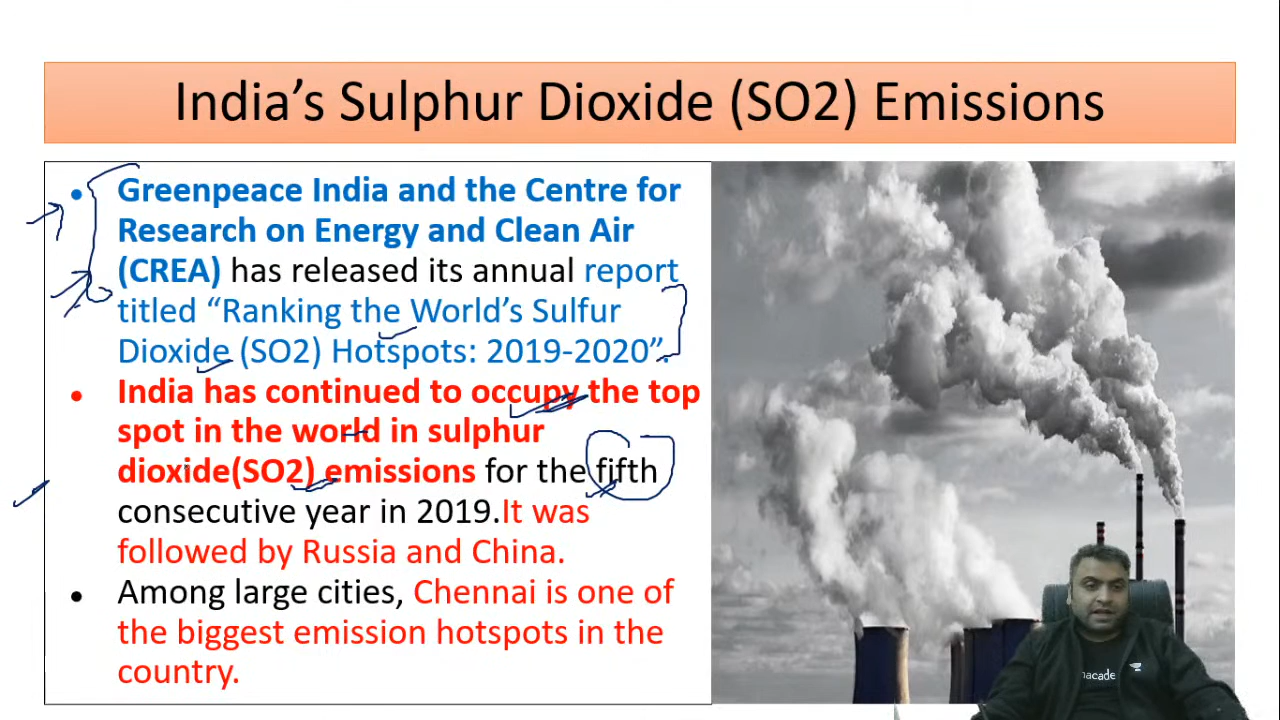 India’s Sulphur Dioxide (SO2) Emissions
• Greenpeace India and the Centre for
Research on Energy and Clean Air
(CREA) has released its annual report
titled “Ranking the World’s Sulfur
Dioxide (SO2) Hotspots: 2019-2020”.
• India has continued to occupy the top
spot in the world in sulphur
dioxide(SO2) emissions for the fifth
consecutive year in 2019.It was
followed by Russia and China.
• Among large cities, Chennai is one of
the biggest emission hotspots in the
country.